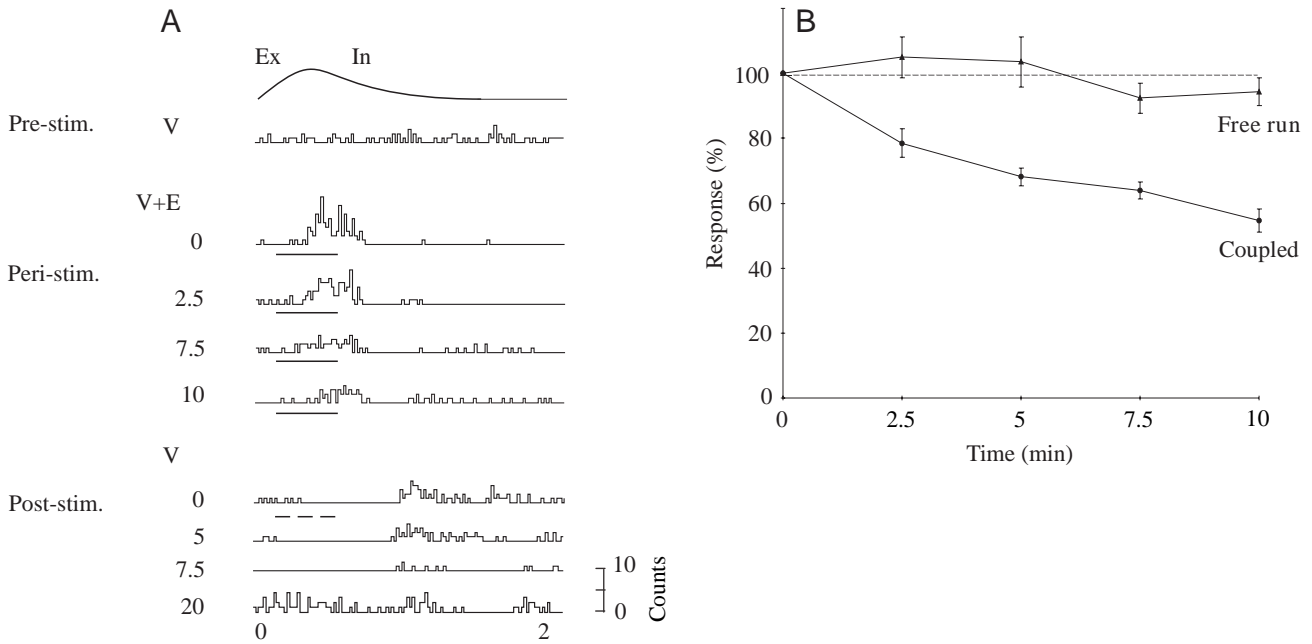 A
Ex In
Pre-stim. V
V+E
0
Peri-stim.
2.5
7.5
10
V
Post-stim.
0
5
7.5
20
0 2
10
0
Counts
B
100
80
60
40
20
0
Response (%)
Free run
Coupled
0 2.5 5 7.5 10
Time (min)